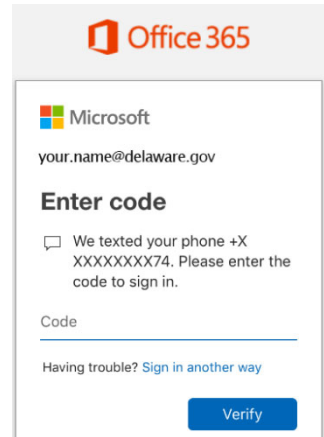 Office 365
Microsoft
your.name@delaware.gov
Enter code
We texted your phone +X
XXXXXXXX74. Please enter the
code to sign in.
Code
Having trouble? Sign in another way
Verify